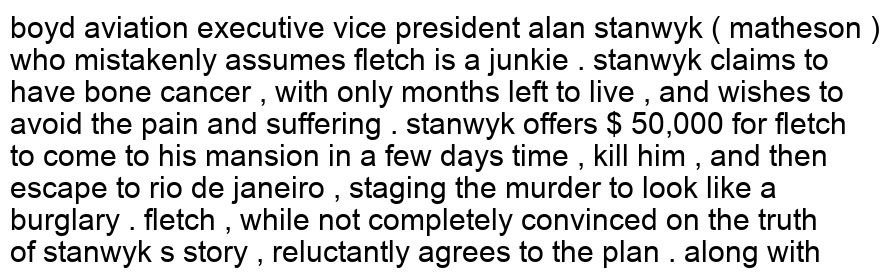 boyd aviation executive vice president alan stanwyk ( matheson )
who mistakenly assumes fletch is a junkie . stanwyk claims to
have bone cancer , with only months left to live , and wishes to
avoid the pain and suffering . stanwyk offers $ 50,000 for fletch
to come to his mansion in a few days time , kill him , and then
escape to rio de janeiro , staging the murder to look like a
burglary . fletch , while not completely convinced on the truth
of stanwyk s story , reluctantly agrees to the plan . along with